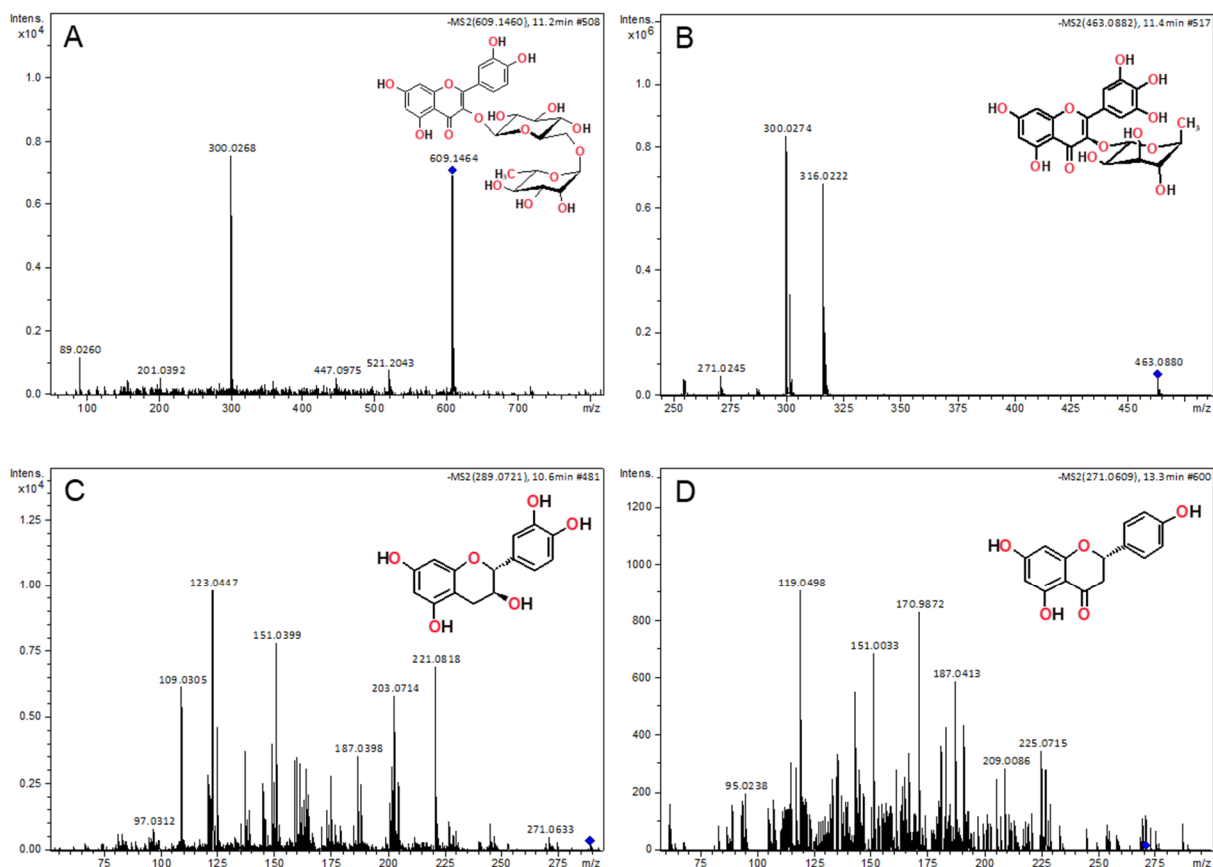 A
Intens.
x10⁴
-MS2(609.1460), 11.2min #508
1.0
0.8
0.6
0.4
0.2
0.0
300.0268
609.1464
89.0260
201.0392
447.0975
521.2043
100 200 300 400 500 600 700 m/z
OH
OH
HO
O
OH
O
O
HO
OH
OH
O
O
H₃C
O
HO
HO
OH
B
Intens.
x10⁶
-MS2(463.0882), 11.4min #517
1.0
0.8
0.6
0.4
0.2
0.0
300.0274
316.0222
271.0245
463.0880
250 275 300 325 350 375 400 425 450 m/z
OH
OH
OH
HO
O
OH
O
O
HO
HO
O
CH₃
OH
C
Intens.
x10⁴
-MS2(289.0721), 10.6min #481
1.25
1.00
0.75
0.50
0.25
0.00
123.0447
151.0399
109.0305
221.0818
203.0714
187.0398
97.0312
271.0633
75 100 125 150 175 200 225 250 275 m/z
OH
OH
HO
O
OH
OH
D
Intens.
-MS2(271.0609), 13.3min #600
1200
1000
800
600
400
200
0
119.0498
170.9872
151.0033
187.0413
225.0715
209.0086
95.0238
75 100 125 150 175 200 225 250 275 m/z
OH
HO
O
OH
O